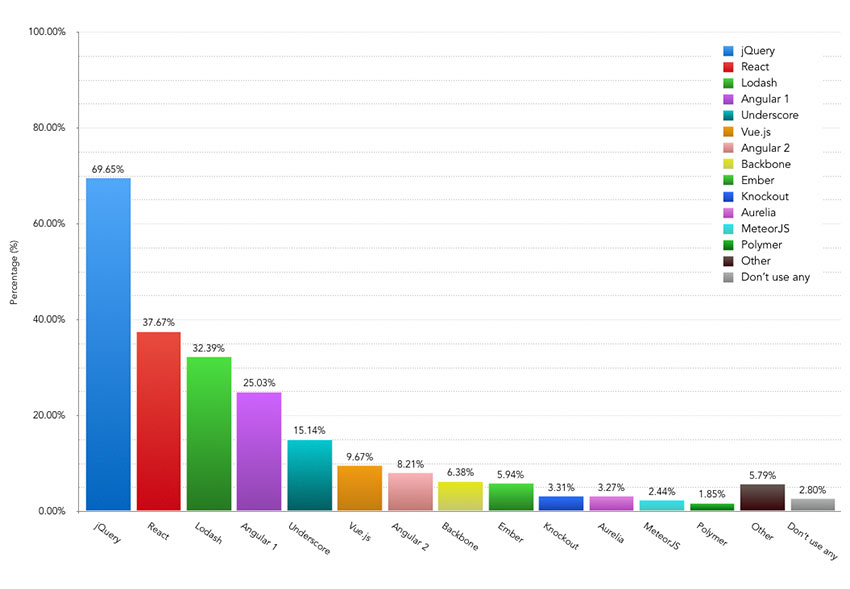 100.00%
80.00%
60.00%
40.00%
20.00%
0.00%
Percentage (%)
69.65%
37.67%
32.39%
25.03%
15.14%
9.67%
8.21%
6.38%
5.94%
3.31%
3.27%
2.44%
1.85%
5.79%
2.80%
jQuery
React
Lodash
Angular 1
Underscore
Vue.js
Angular 2
Backbone
Ember
Knockout
Aurelia
MeteorJS
Polymer
Other
Don't use any
jQuery
React
Lodash
Angular 1
Underscore
Vue.js
Angular 2
Backbone
Ember
Knockout
Aurelia
MeteorJS
Polymer
Other
Don't use any